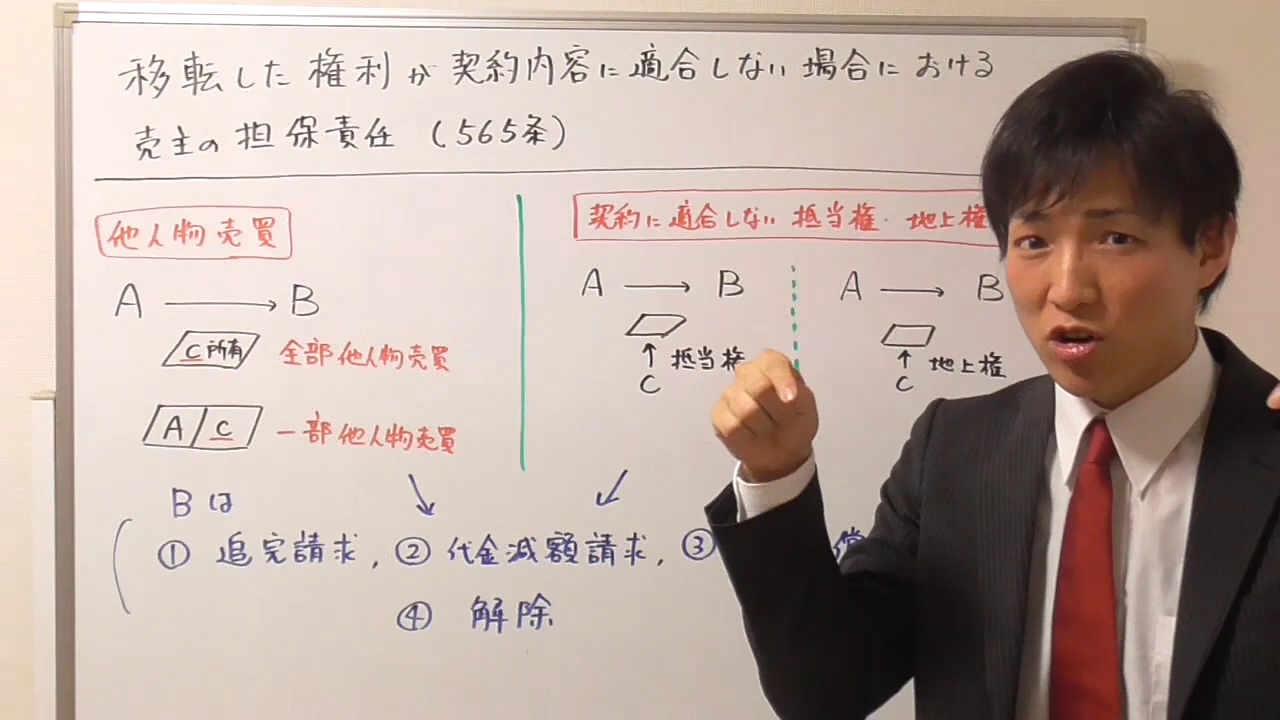 移転した権利が契約内容に適合しない場合における
売主の担保責任 (565条)
他人物売買
A → B
C所有 全部他人物売買
A C 一部他人物売買
契約に適合しない抵当権・地上権
A → B
↑ 抵当権
C
A → B
↑ 地上権
C
Bは
① 追完請求, ② 代金減額請求, ③
④ 解除